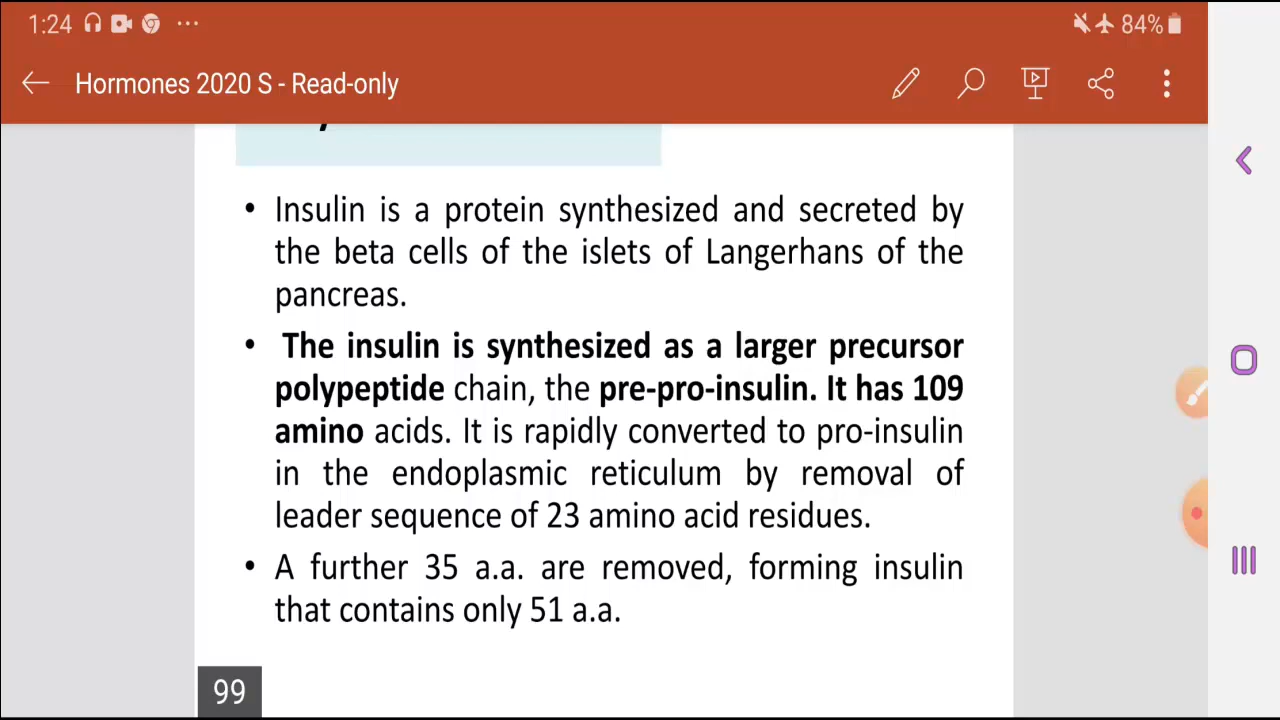 1:24 84%
Hormones 2020 S - Read-only
• Insulin is a protein synthesized and secreted by
the beta cells of the islets of Langerhans of the
pancreas.
• The insulin is synthesized as a larger precursor
polypeptide chain, the pre-pro-insulin. It has 109
amino acids. It is rapidly converted to pro-insulin
in the endoplasmic reticulum by removal of
leader sequence of 23 amino acid residues.
• A further 35 a.a. are removed, forming insulin
that contains only 51 a.a.
99